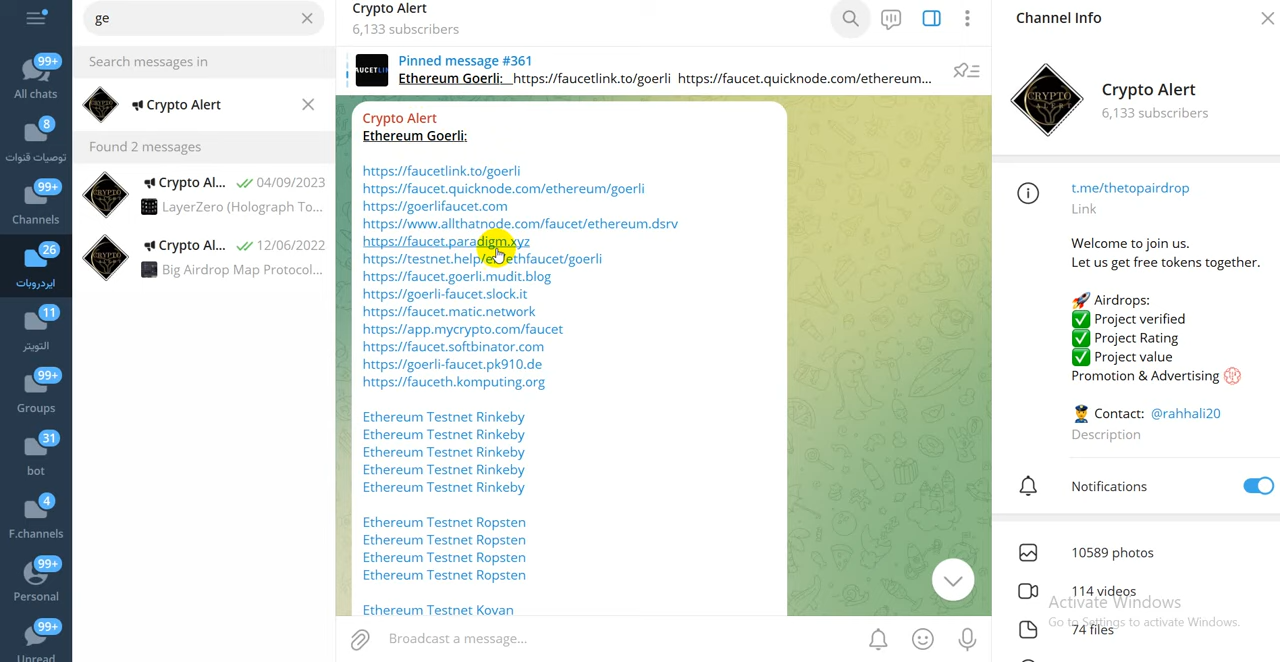 99+
All chats
8
توصيات قنوات
99+
Channels
26
ايردروبات
11
التويتر
99+
Groups
31
bot
4
F.channels
99+
Personal
99+
Unread
ge
Search messages in
Crypto Alert
Found 2 messages
Crypto Al... 04/09/2023
LayerZero (Holograph To...
Crypto Al... 12/06/2022
Big Airdrop Map Protocol...
Crypto Alert
6,133 subscribers
Pinned message #361
Ethereum Goerli: https://faucetlink.to/goerli https://faucet.quicknode.com/ethereum...
Crypto Alert
Ethereum Goerli:
https://faucetlink.to/goerli
https://faucet.quicknode.com/ethereum/goerli
https://goerlifaucet.com
https://www.allthatnode.com/faucet/ethereum.dsrv
https://faucet.paradigm.xyz
https://testnet.help/en/ethfaucet/goerli
https://faucet.goerli.mudit.blog
https://goerli-faucet.slock.it
https://faucet.matic.network
https://app.mycrypto.com/faucet
https://faucet.softbinator.com
https://goerli-faucet.pk910.de
https://fauceth.komputing.org
Ethereum Testnet Rinkeby
Ethereum Testnet Rinkeby
Ethereum Testnet Rinkeby
Ethereum Testnet Rinkeby
Ethereum Testnet Rinkeby
Ethereum Testnet Ropsten
Ethereum Testnet Ropsten
Ethereum Testnet Ropsten
Ethereum Testnet Ropsten
Ethereum Testnet Kovan
Broadcast a message...
Channel Info
CRYPTO
Crypto Alert
6,133 subscribers
t.me/thetopairdrop
Link
Welcome to join us.
Let us get free tokens together.
🚀 Airdrops:
✅ Project verified
✅ Project Rating
✅ Project value
Promotion & Advertising
Contact: @rahhali20
Description
Notifications
10589 photos
114 videos
74 files
Activate Windows
Go to Settings to activate Windows.